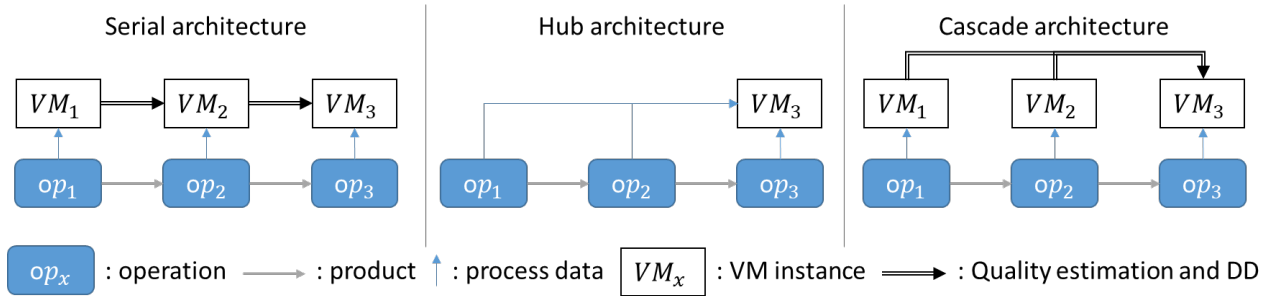 Serial architecture
Hub architecture
Cascade architecture
VM₁ VM₂ VM₃
VM₃
VM₁ VM₂ VM₃
op₁ op₂ op₃
op₁ op₂ op₃
op₁ op₂ op₃
opₓ : operation : product : process data VMₓ : VM instance : Quality estimation and DD